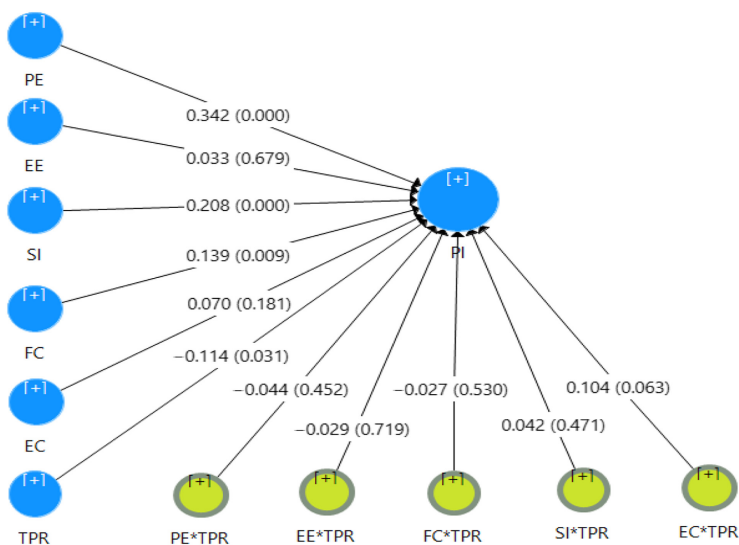 [+]
PE
[+]
EE
[+]
SI
[+]
FC
[+]
EC
[+]
TPR
0.342 (0.000)
0.033 (0.679)
0.208 (0.000)
0.139 (0.009)
0.070 (0.181)
−0.114 (0.031)
[+]
PI
−0.044 (0.452)
−0.029 (0.719)
−0.027 (0.530)
0.042 (0.471)
0.104 (0.063)
[+]
PE*TPR
[+]
EE*TPR
[+]
FC*TPR
[+]
SI*TPR
[+]
EC*TPR